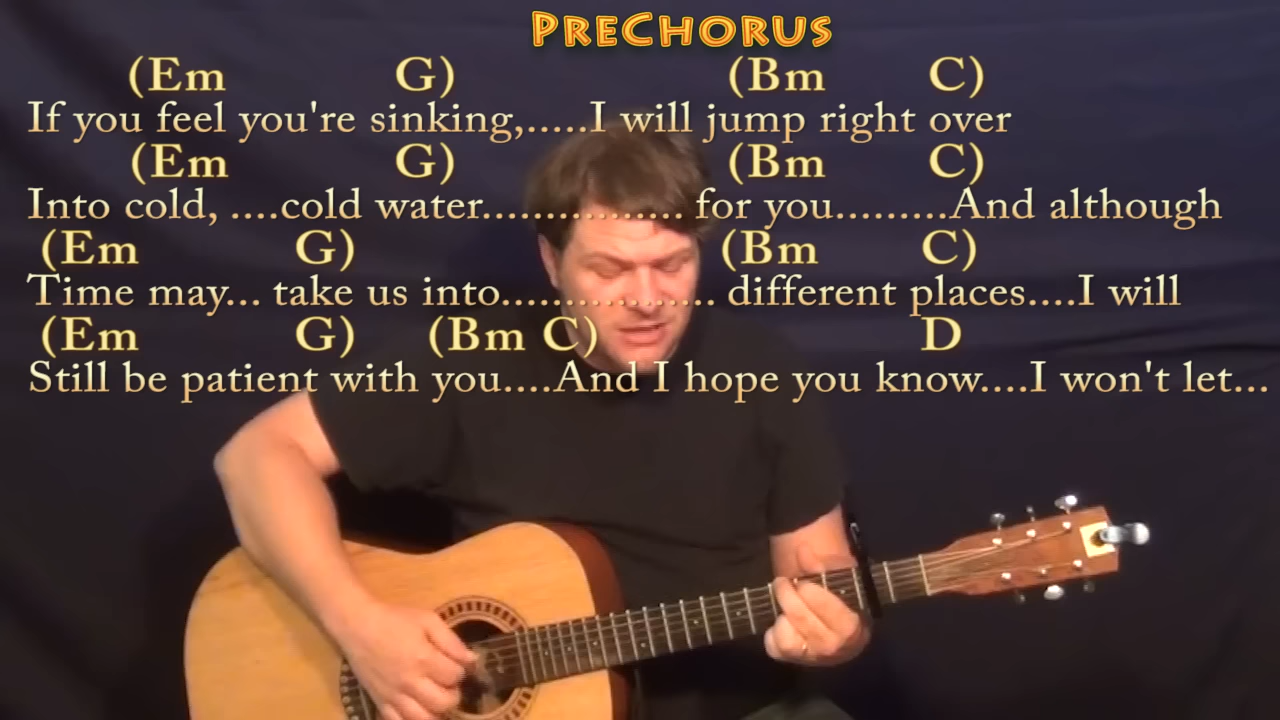 PRECHORUS
(Em G) (Bm C)
If you feel you're sinking,.....I will jump right over
(Em G) (Bm C)
Into cold, ....cold water................ for you.........And although
(Em G) (Bm C)
Time may... take us into................. different places....I will
(Em G) (Bm C) D
Still be patient with you....And I hope you know....I won't let...